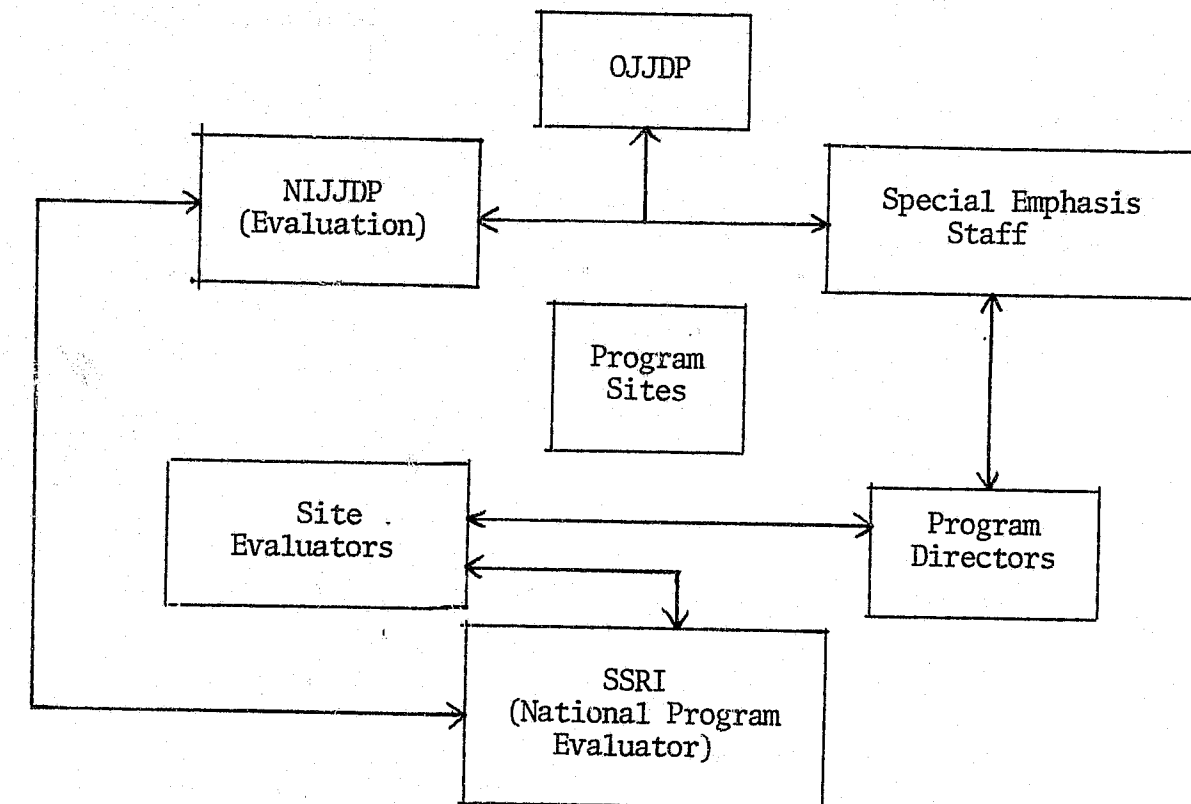 OJJDP
NIJJDP
(Evaluation)
Special Emphasis
Staff
Program
Sites
Site
Evaluators
Program
Directors
SSRI
(National Program
Evaluator)